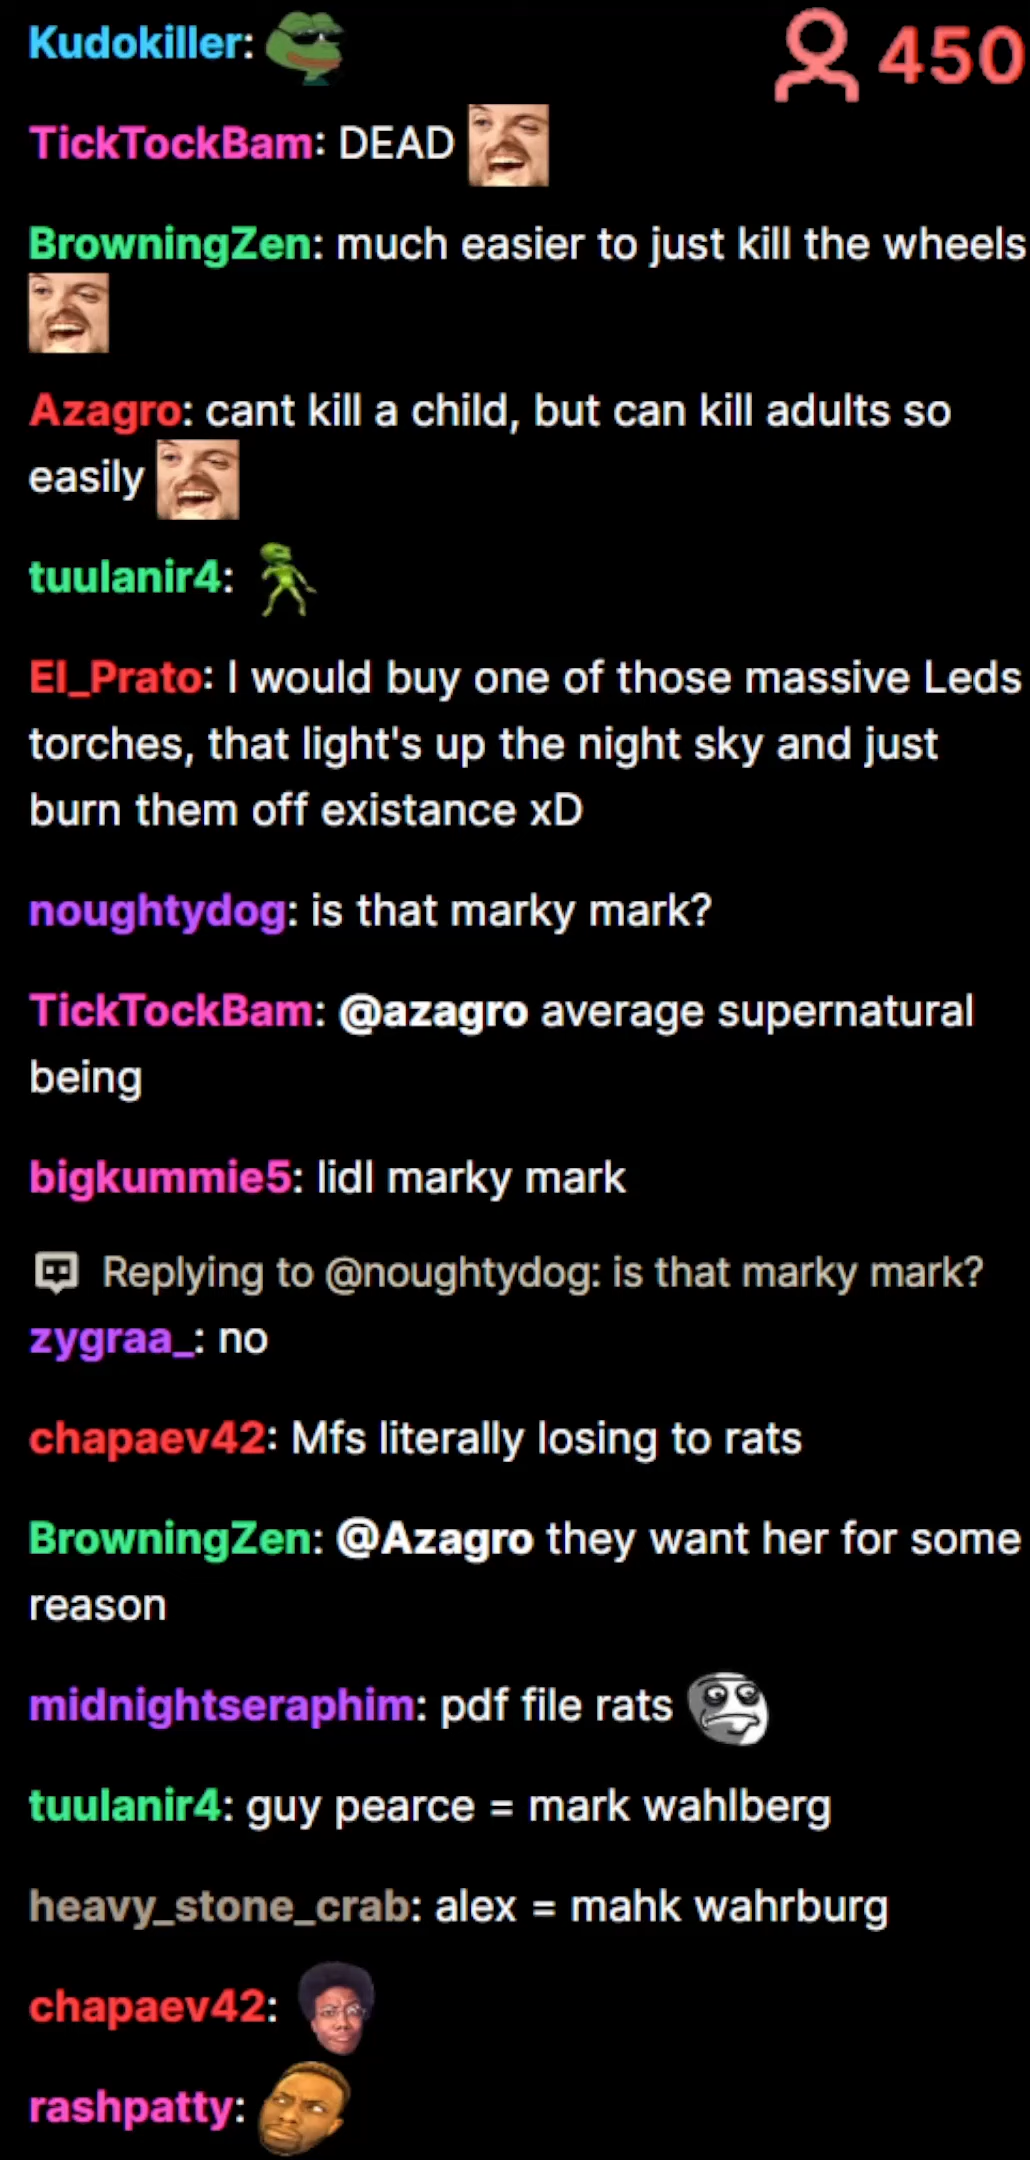 Kudokiller:
450
TickTockBam: DEAD
BrowningZen: much easier to just kill the wheels
Azagro: cant kill a child, but can kill adults so
easily
tuulanir4:
El_Prato: I would buy one of those massive Leds
torches, that light's up the night sky and just
burn them off existance xD
noughtydog: is that marky mark?
TickTockBam: @azagro average supernatural
being
bigkummie5: lidl marky mark
Replying to @noughtydog: is that marky mark?
zygraa_: no
chapaev42: Mfs literally losing to rats
BrowningZen: @Azagro they want her for some
reason
midnightseraphim: pdf file rats
tuulanir4: guy pearce = mark wahlberg
heavy_stone_crab: alex = mahk wahrburg
chapaev42:
rashpatty: